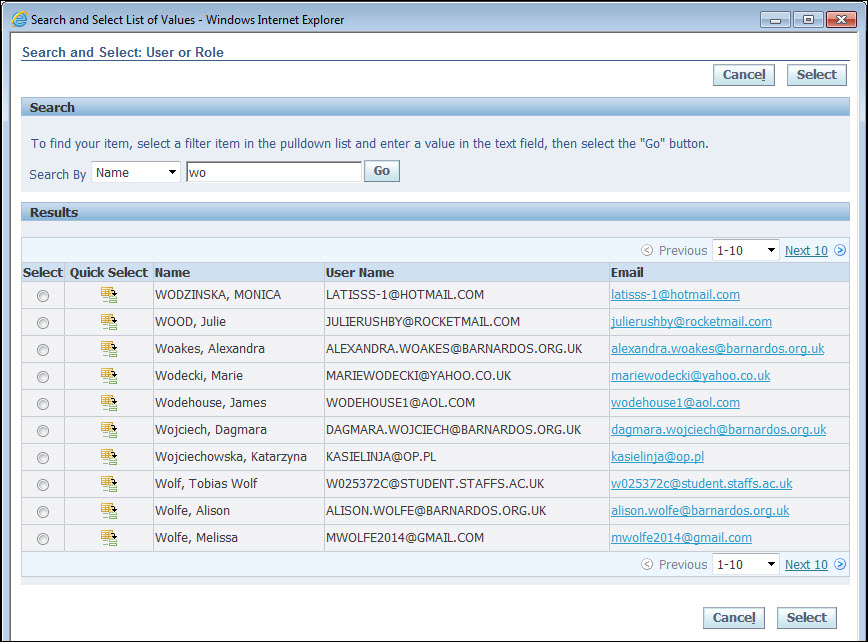 Search and Select List of Values - Windows Internet Explorer
Search and Select: User or Role
Cancel Select
Search
To find your item, select a filter item in the pulldown list and enter a value in the text field, then select the "Go" button.
Search By Name wo Go
Results
Previous 1-10 Next 10
Select Quick Select Name User Name Email
WODZINSKA, MONICA LATISSS-1@HOTMAIL.COM latisss-1@hotmail.com
WOOD, Julie JULIERUSHBY@ROCKETMAIL.COM julierushby@rocketmail.com
Woakes, Alexandra ALEXANDRA.WOAKES@BARNARDOS.ORG.UK alexandra.woakes@barnardos.org.uk
Wodecki, Marie MARIEWODECKI@YAHOO.CO.UK mariewodecki@yahoo.co.uk
Wodehouse, James WODEHOUSE1@AOL.COM wodehouse1@aol.com
Wojciech, Dagmara DAGMARA.WOJCIECH@BARNARDOS.ORG.UK dagmara.wojciech@barnardos.org.uk
Wojciechowska, Katarzyna KASIELINJA@OP.PL kasielinja@op.pl
Wolf, Tobias Wolf W025372C@STUDENT.STAFFS.AC.UK w025372c@student.staffs.ac.uk
Wolfe, Alison ALISON.WOLFE@BARNARDOS.ORG.UK alison.wolfe@barnardos.org.uk
Wolfe, Melissa MWOLFE2014@GMAIL.COM mwolfe2014@gmail.com
Previous 1-10 Next 10
Cancel Select